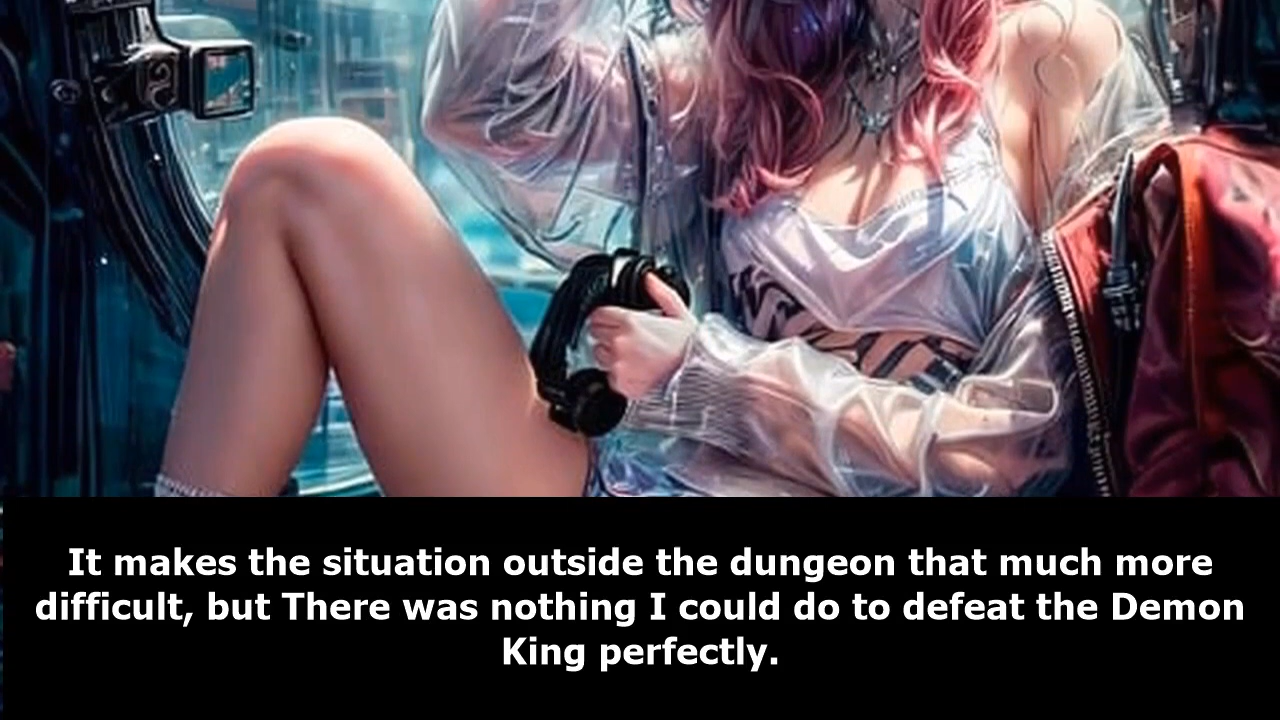 It makes the situation outside the dungeon that much more
difficult, but There was nothing I could do to defeat the Demon
King perfectly.